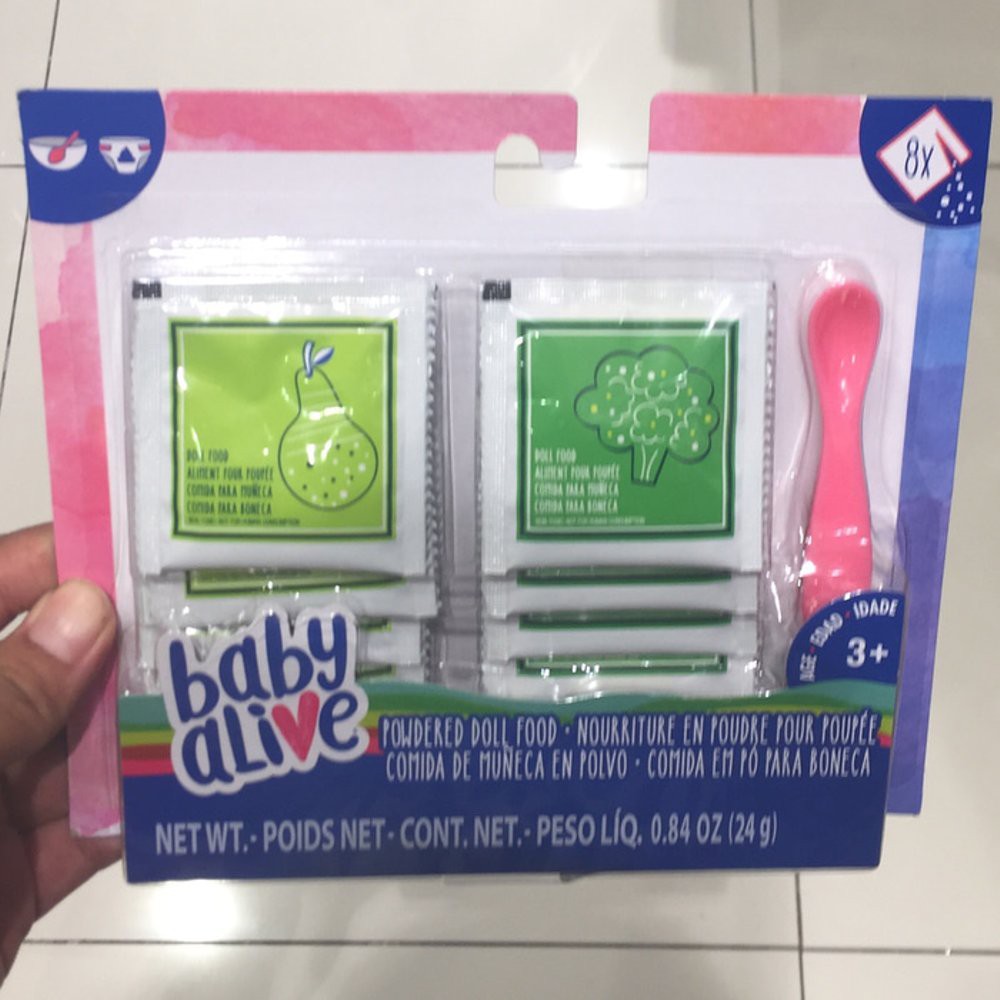 8x
DOLL FOOD
ALIMENT POUR POUPÉE
COMIDA PARA MUÑECA
COMIDA PARA BONECA
DOLL FOOD
ALIMENT POUR POUPÉE
COMIDA PARA MUÑECA
COMIDA PARA BONECA
AGE · EDAD · IDADE
3+
baby
alive
POWDERED DOLL FOOD · NOURRITURE EN POUDRE POUR POUPÉE
COMIDA DE MUÑECA EN POLVO · COMIDA EM PÓ PARA BONECA
NET WT.- POIDS NET- CONT. NET.- PESO LÍQ. 0.84 OZ (24 g)